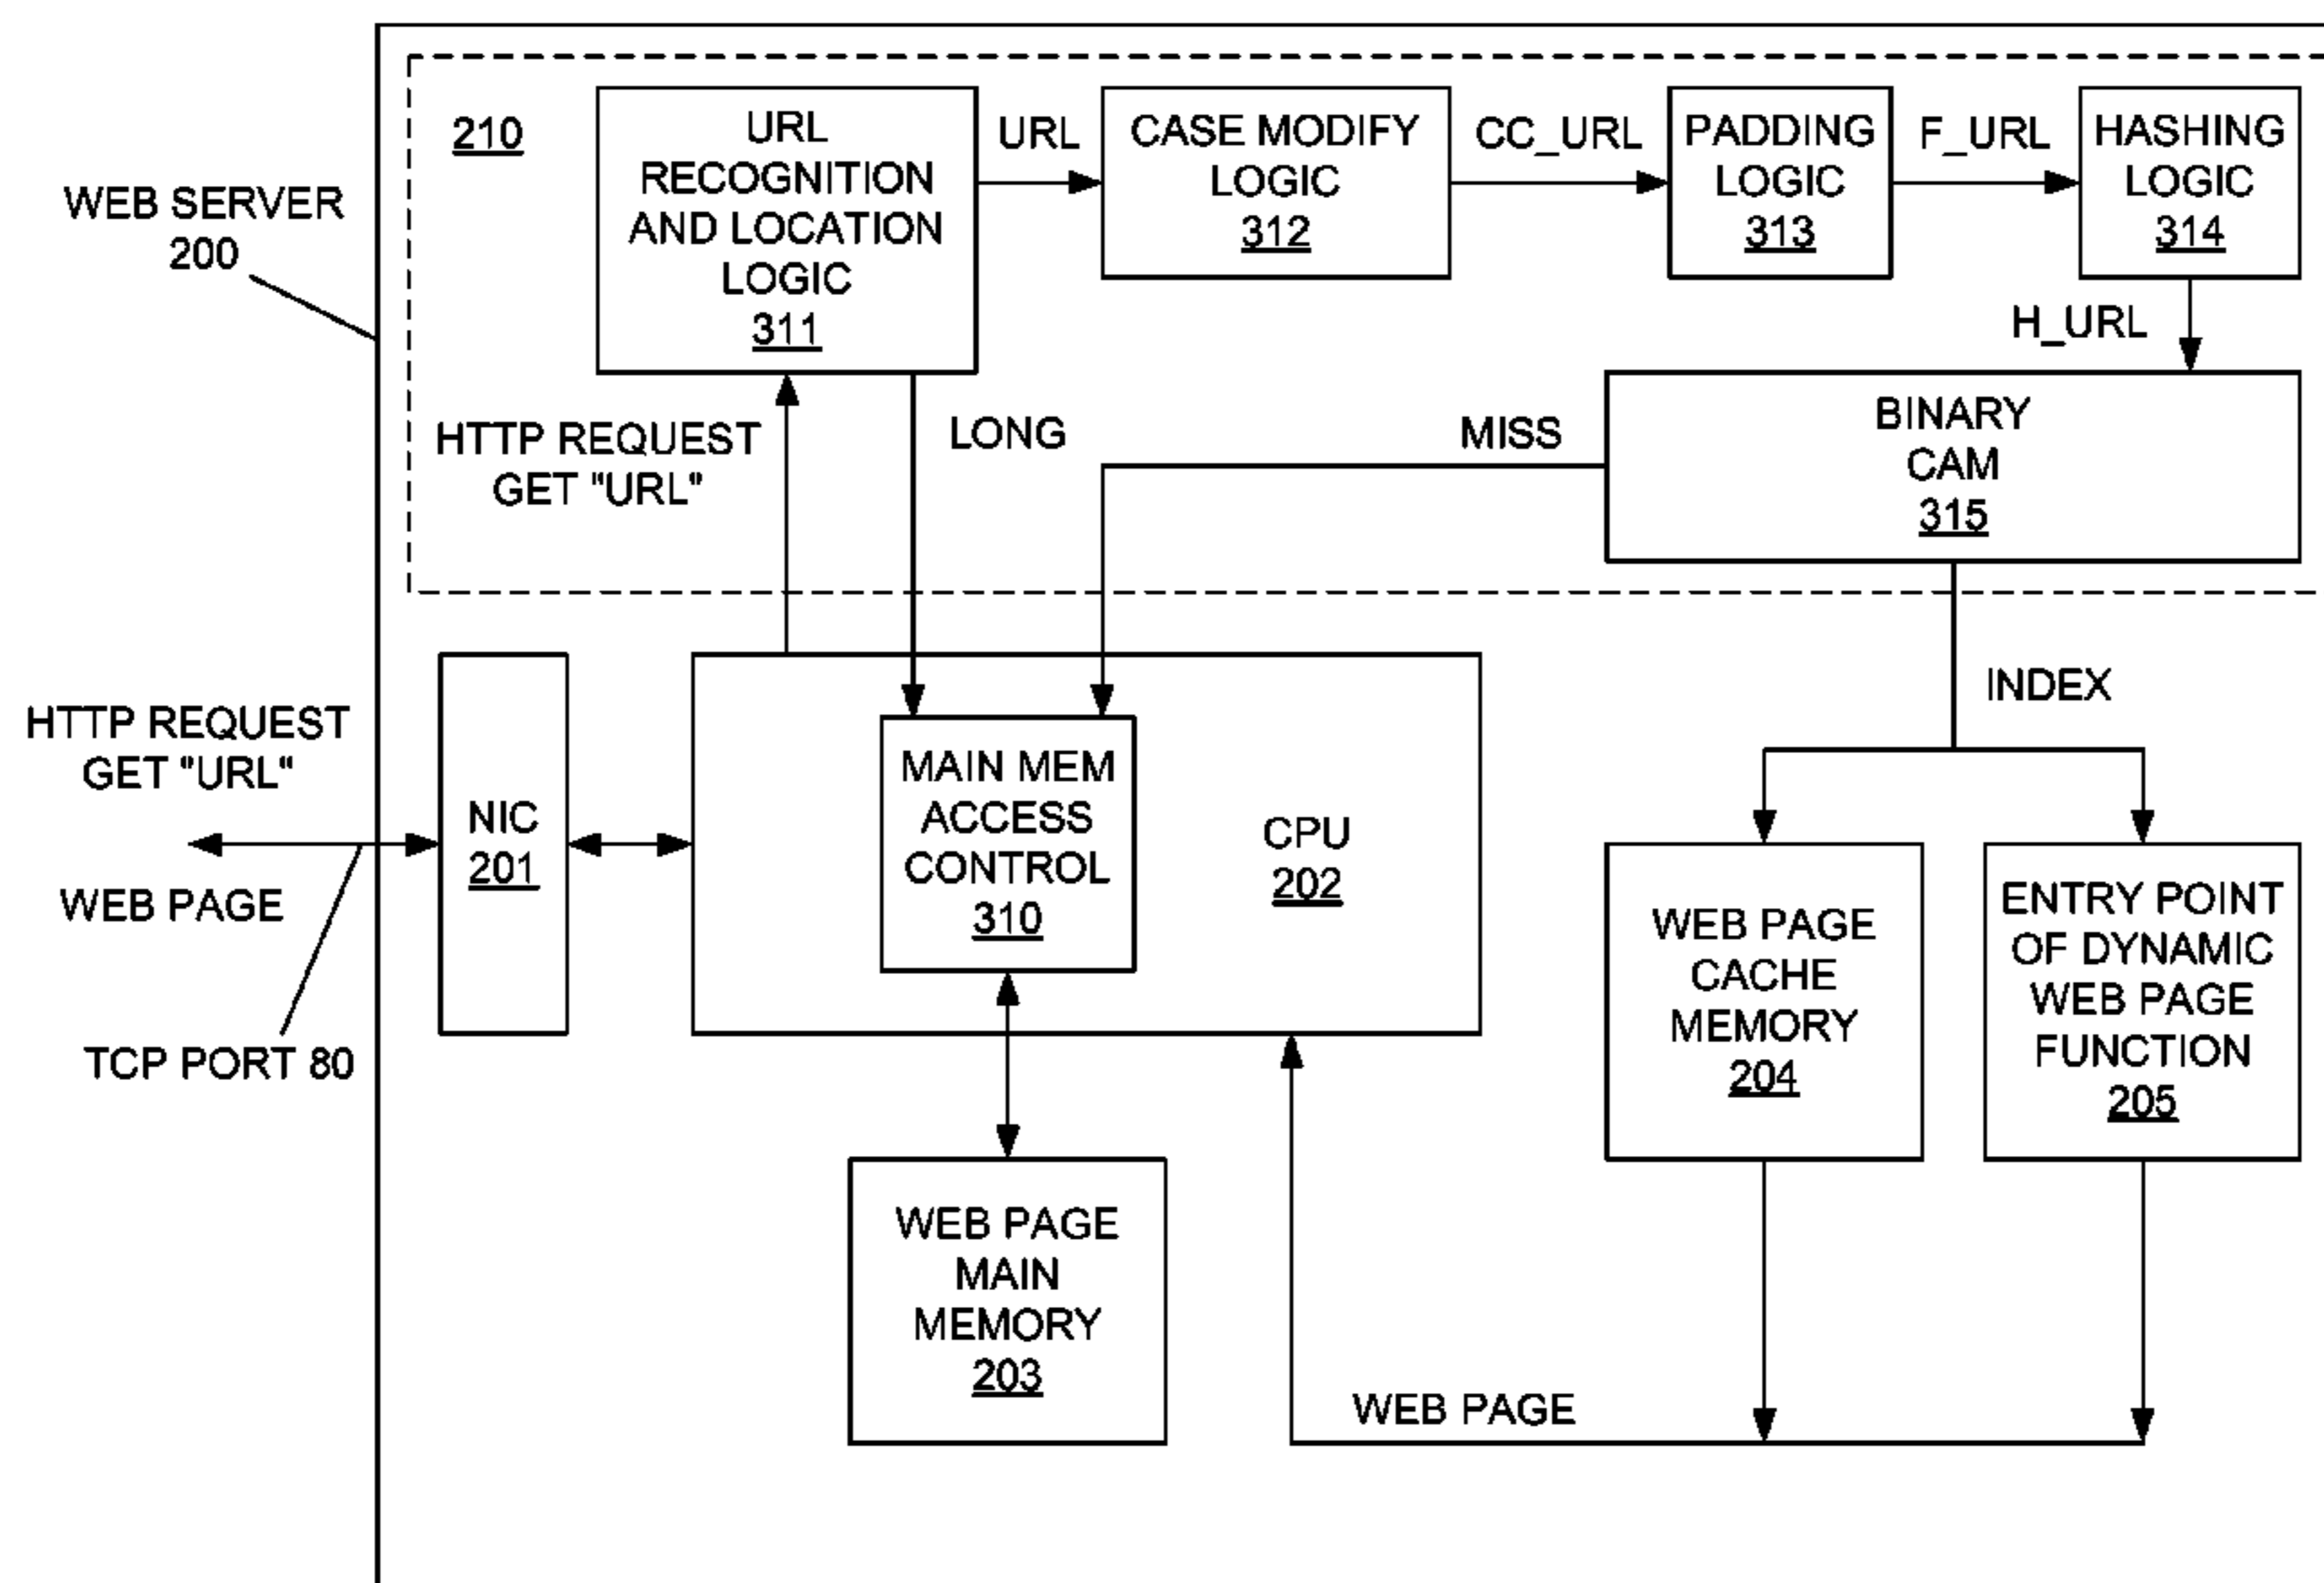 210
URL
RECOGNITION
AND LOCATION
LOGIC
311
URL
CASE MODIFY
LOGIC
312
CC_URL
PADDING
LOGIC
313
F_URL
HASHING
LOGIC
314
WEB SERVER
200
H_URL
HTTP REQUEST
GET "URL"
LONG
MISS
BINARY
CAM
315
INDEX
HTTP REQUEST
GET "URL"
WEB PAGE
TCP PORT 80
NIC
201
MAIN MEM
ACCESS
CONTROL
310
CPU
202
WEB PAGE
CACHE
MEMORY
204
ENTRY POINT
OF DYNAMIC
WEB PAGE
FUNCTION
205
WEB PAGE
MAIN
MEMORY
203
WEB PAGE